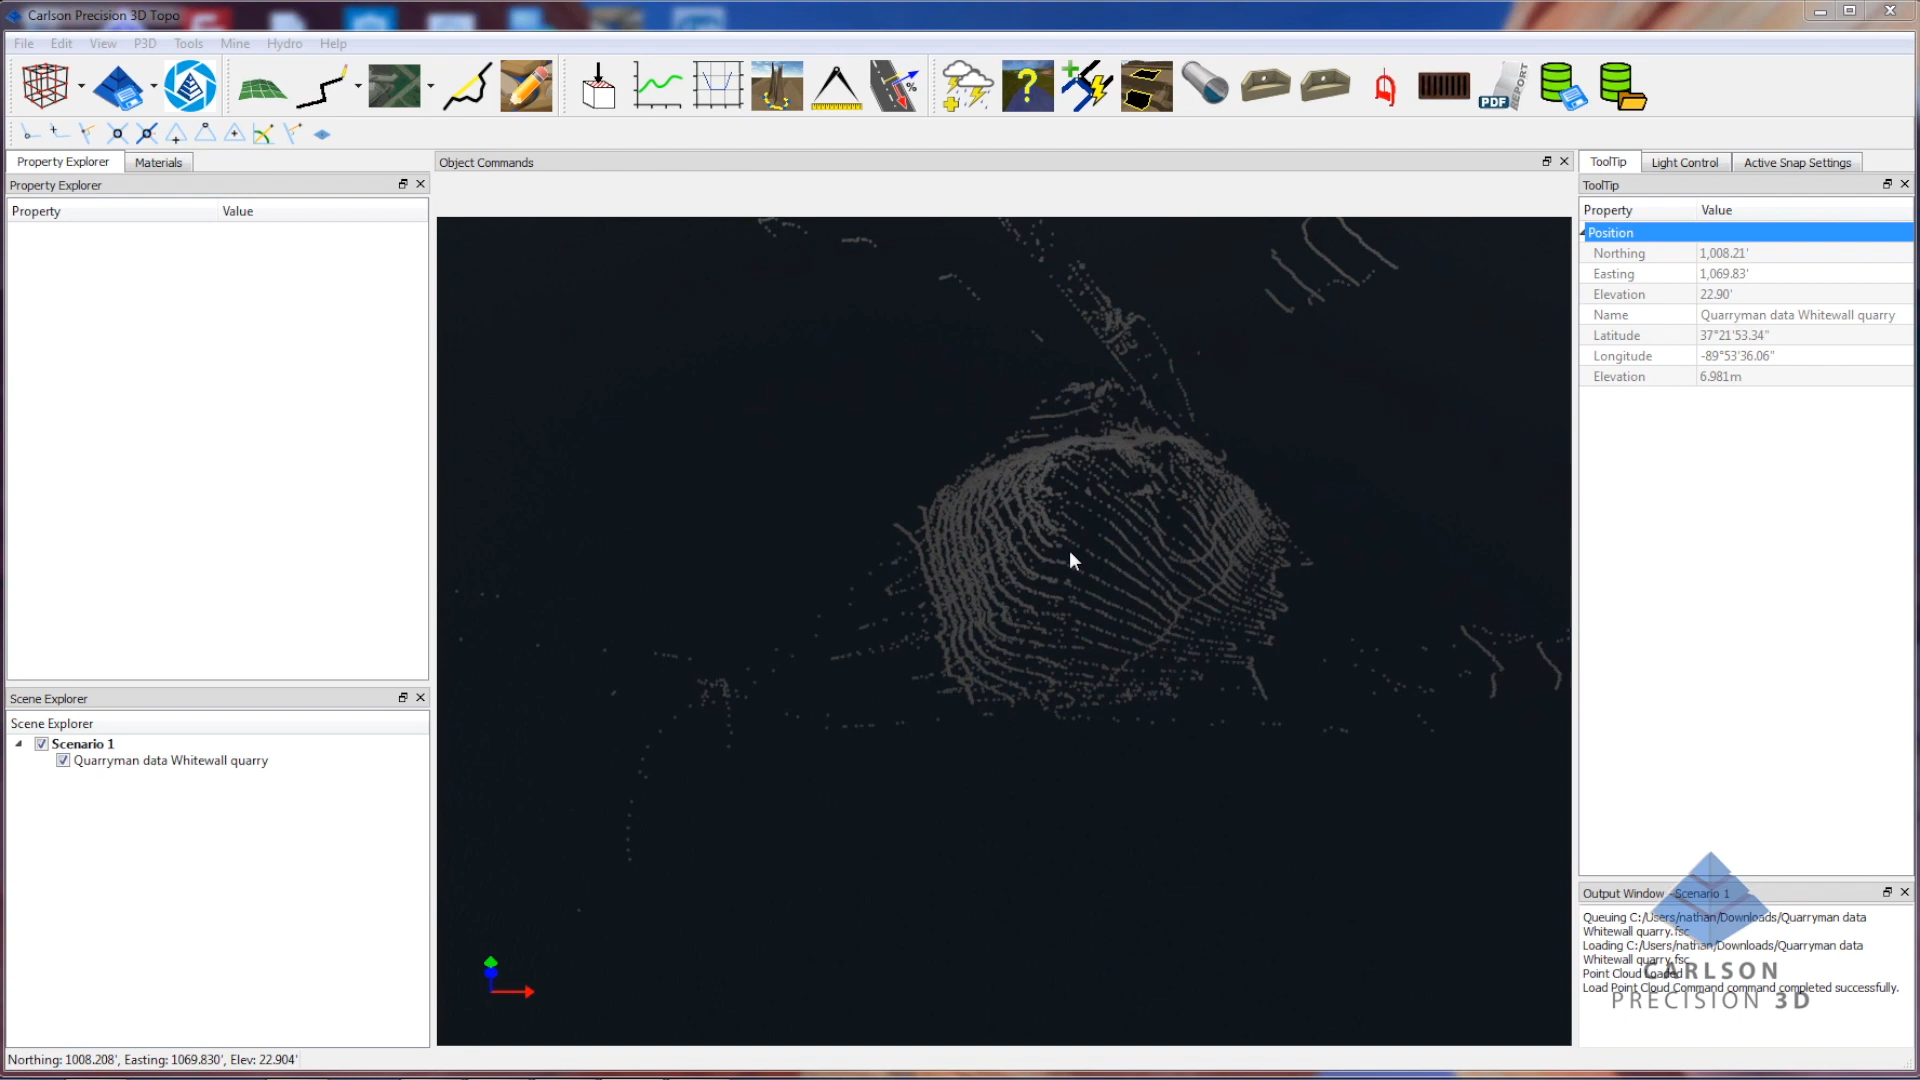 Carlson Precision 3D Topo
File Edit View P3D Tools Mine Hydro Help
%
?
PDF REPORT
Property Explorer Materials
Object Commands
ToolTip Light Control Active Snap Settings
Property Explorer
ToolTip
Property Value
Property Value
Position
Northing 1,008.21'
Easting 1,069.83'
Elevation 22.90'
Name Quarryman data Whitewall quarry
Latitude 37°21'53.34"
Longitude -89°53'36.06"
Elevation 6.981m
Scene Explorer
Scene Explorer
Scenario 1
Quarryman data Whitewall quarry
Output Window - Scenario 1
Queuing C:/Users/nathan/Downloads/Quarryman data
Whitewall quarry.fsc
Loading C:/Users/nathan/Downloads/Quarryman data
Whitewall quarry.fsc
Point Cloud Loaded
Load Point Cloud Command command completed successfully.
CARLSON
PRECISION 3D
Northing: 1008.208', Easting: 1069.830', Elev: 22.904'